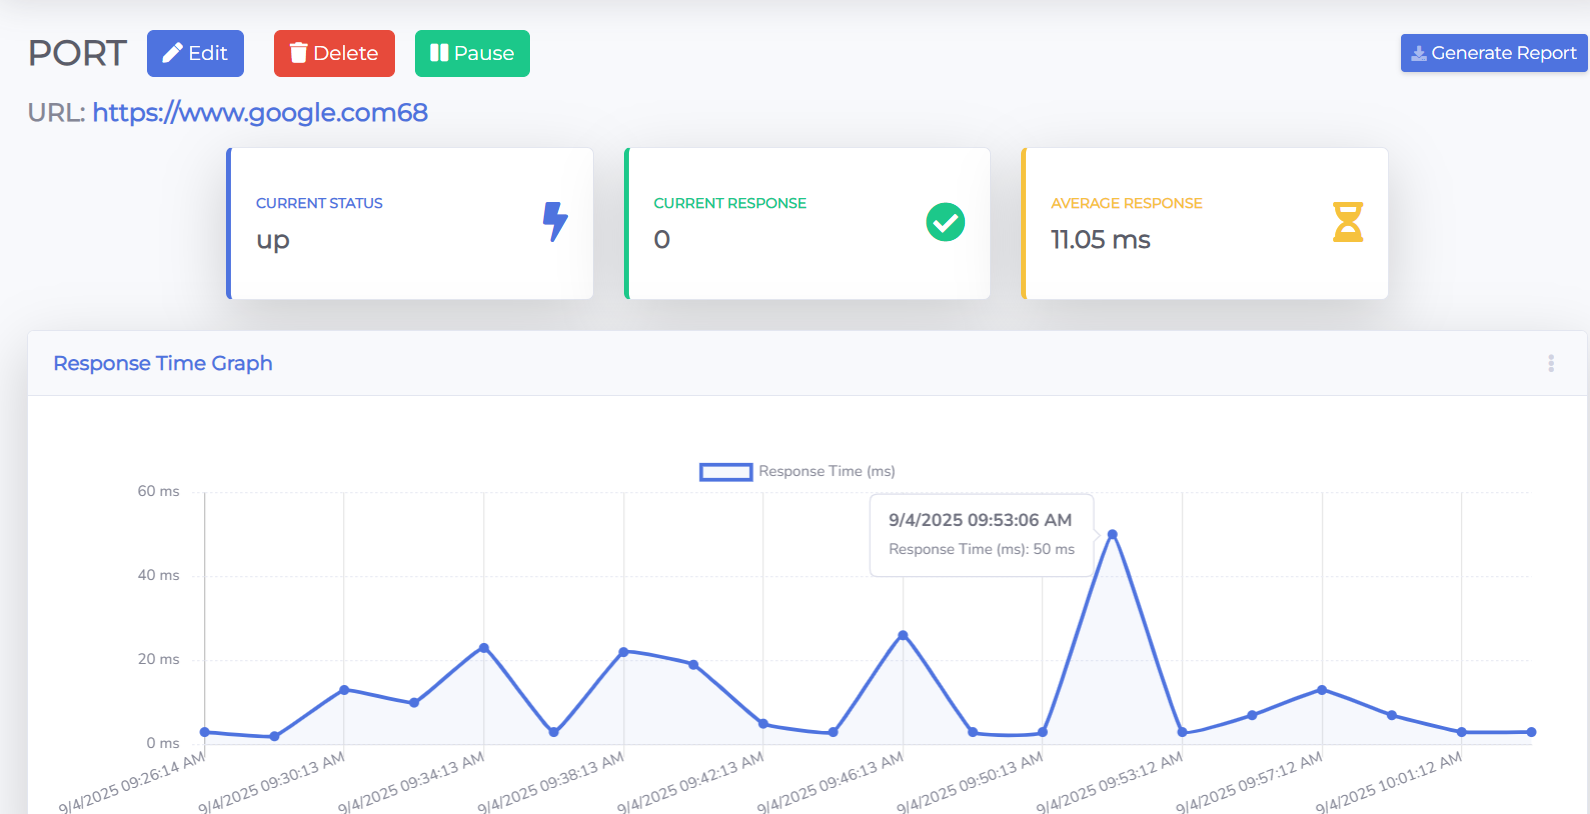 PORT Edit Delete Pause Generate Report
URL: https://www.google.com68
CURRENT STATUS
up
CURRENT RESPONSE
0
AVERAGE RESPONSE
11.05 ms
Response Time Graph
Response Time (ms)
60 ms
40 ms
20 ms
0 ms
9/4/2025 09:53:06 AM
Response Time (ms): 50 ms
9/4/2025 09:26:14 AM
9/4/2025 09:30:13 AM
9/4/2025 09:34:13 AM
9/4/2025 09:38:13 AM
9/4/2025 09:42:13 AM
9/4/2025 09:46:13 AM
9/4/2025 09:50:13 AM
9/4/2025 09:53:12 AM
9/4/2025 09:57:12 AM
9/4/2025 10:01:12 AM